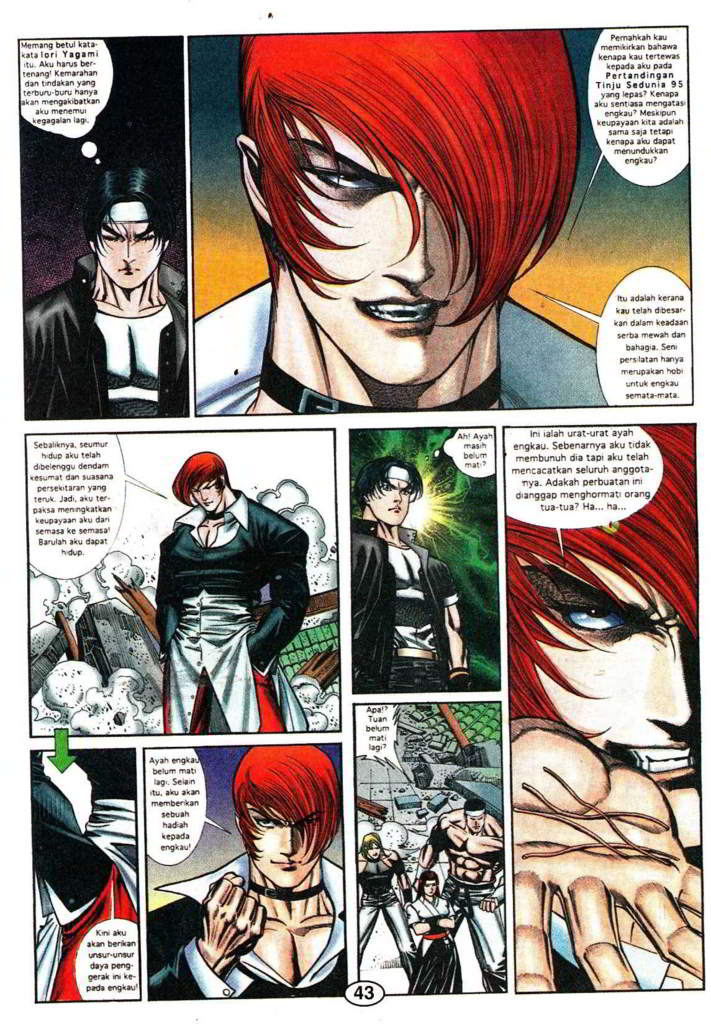 Memang betul kata-
kata Iori Yagami
itu. Aku harus ber-
tenang! Kemarahan
dan tindakan yang
terburu-buru hanya
akan mengakibatkan
aku menemui
kegagalan lagi.
Pernahkah kau
memikirkan bahawa
kenapa kau tertewas
kepada aku pada
Pertandingan
Tinju Sedunia 95
yang lepas? Kenapa
aku sentiasa mengatasi
engkau? Meskipun
keupayaan kita adalah
sama saja tetapi
kenapa aku dapat
menundukkan
engkau?
Itu adalah kerana
kau telah dibesar-
kan dalam keadaan
serba mewah dan
bahagia. Seni
persilatan hanya
merupakan hobi
untuk engkau
semata-mata.
Sebaliknya, seumur
hidup aku telah
dibelenggu dendam
kesumat dan suasana
persekitaran yang
teruk. Jadi, aku ter-
paksa meningkatkan
keupayaan aku dari
semasa ke semasa!
Barulah aku dapat
hidup.
Kini aku
akan berikan
unsur-unsur
daya peng-
gerak ini ke-
pada engkau!
Ayah engkau
belum mati
lagi. Selain
itu, aku akan
memberikan
sebuah
hadiah
kepada
engkau!
Ah! Ayah
masih
belum
mati?
Apa!?
Tuan
belum
mati
lagi?
Ini ialah urat-urat ayah
engkau. Sebenarnya aku tidak
membunuh dia tapi aku telah
mencacatkan seluruh anggota-
nya. Adakah perbuatan ini
dianggap menghormati orang
tua-tua? Ha... ha...
43